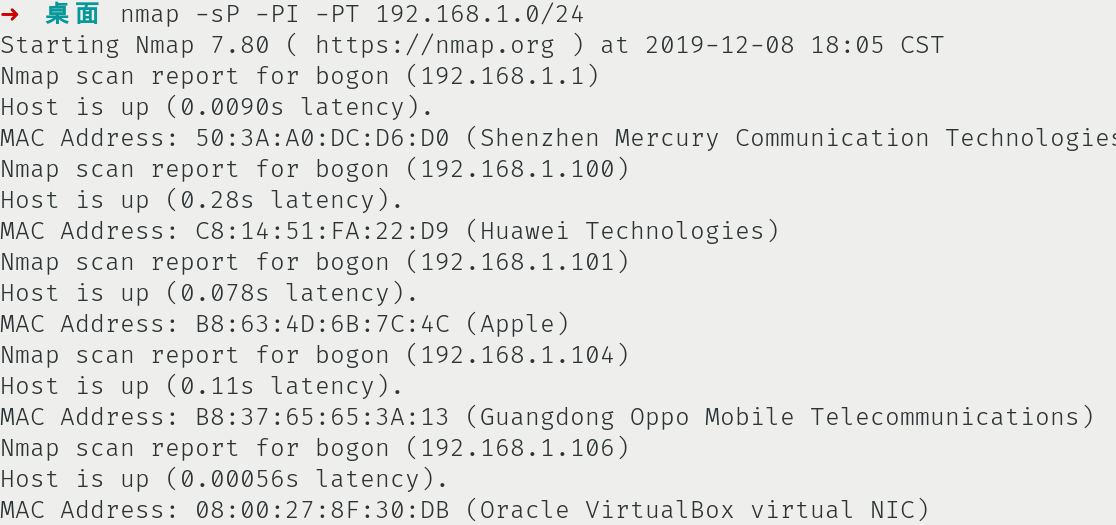 ➜ 桌面 nmap -sP -PI -PT 192.168.1.0/24
Starting Nmap 7.80 ( https://nmap.org ) at 2019-12-08 18:05 CST
Nmap scan report for bogon (192.168.1.1)
Host is up (0.0090s latency).
MAC Address: 50:3A:A0:DC:D6:D0 (Shenzhen Mercury Communication Technologies
Nmap scan report for bogon (192.168.1.100)
Host is up (0.28s latency).
MAC Address: C8:14:51:FA:22:D9 (Huawei Technologies)
Nmap scan report for bogon (192.168.1.101)
Host is up (0.078s latency).
MAC Address: B8:63:4D:6B:7C:4C (Apple)
Nmap scan report for bogon (192.168.1.104)
Host is up (0.11s latency).
MAC Address: B8:37:65:65:3A:13 (Guangdong Oppo Mobile Telecommunications)
Nmap scan report for bogon (192.168.1.106)
Host is up (0.00056s latency).
MAC Address: 08:00:27:8F:30:DB (Oracle VirtualBox virtual NIC)